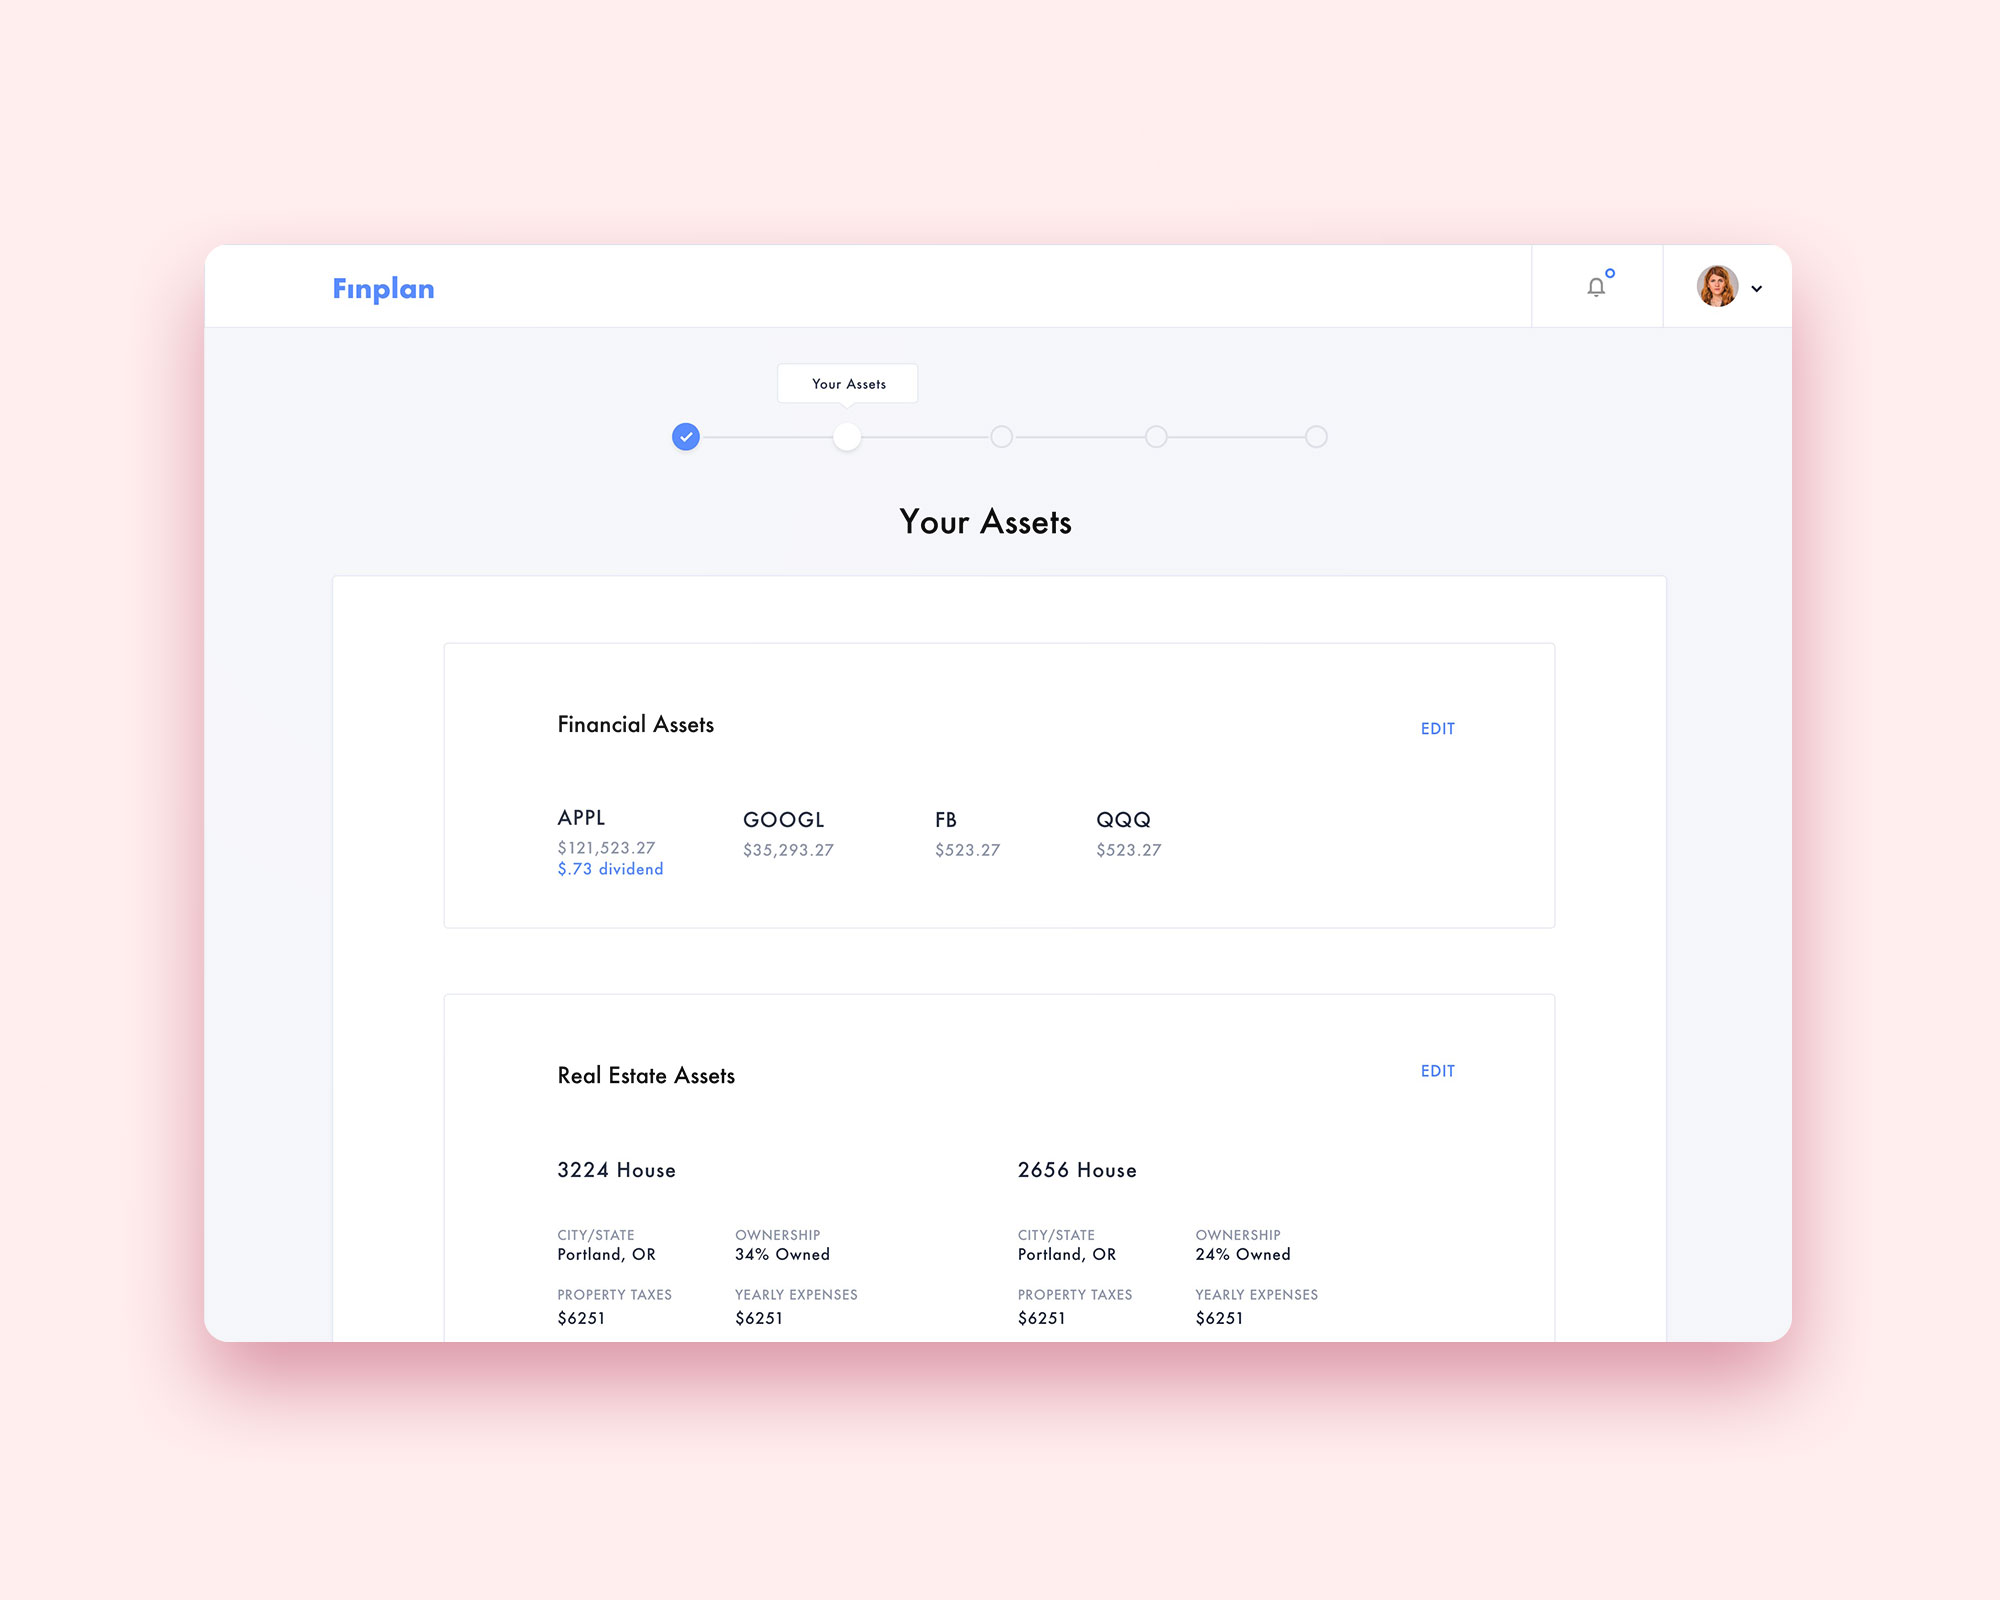 Fınplan
Your Assets
Your Assets
Financial Assets
EDIT
APPL
GOOGL
FB
QQQ
$121,523.27
$35,293.27
$523.27
$523.27
$.73 dividend
Real Estate Assets
EDIT
3224 House
2656 House
CITY/STATE
OWNERSHIP
CITY/STATE
OWNERSHIP
Portland, OR
34% Owned
Portland, OR
24% Owned
PROPERTY TAXES
YEARLY EXPENSES
PROPERTY TAXES
YEARLY EXPENSES
$6251
$6251
$6251
$6251